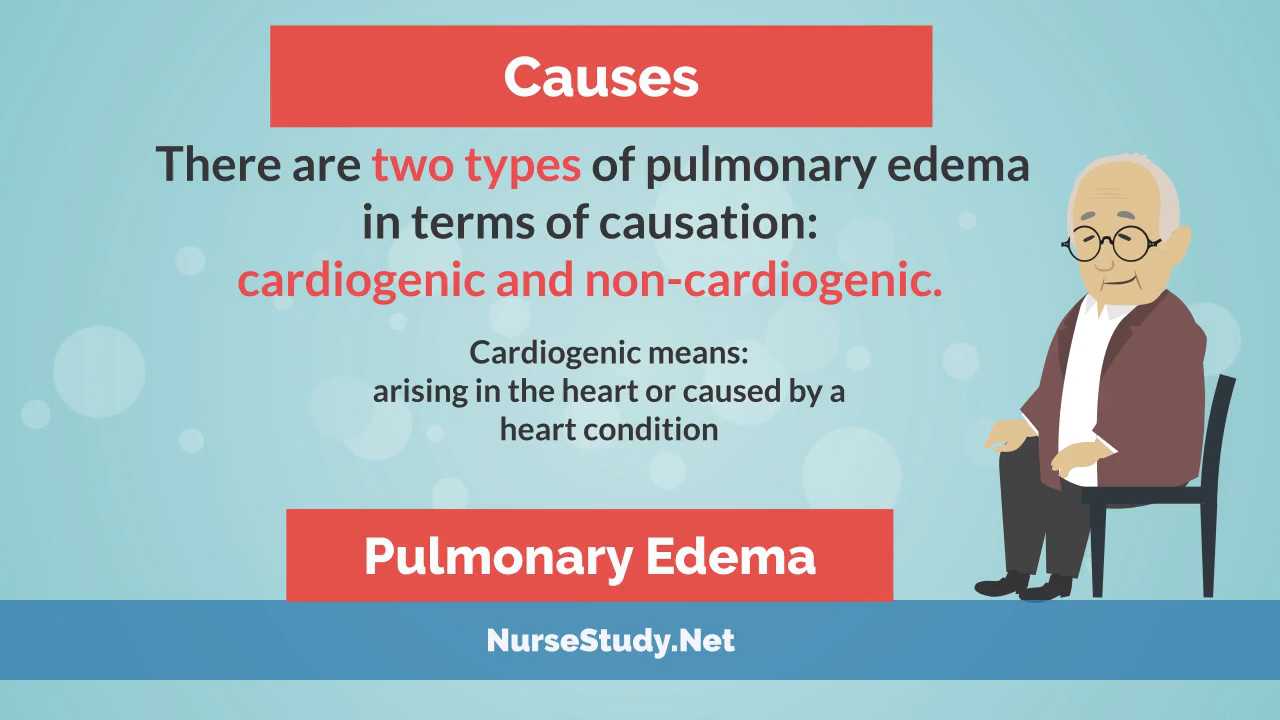 Causes
There are two types of pulmonary edema
in terms of causation:
cardiogenic and non-cardiogenic.
Cardiogenic means:
arising in the heart or caused by a
heart condition
Pulmonary Edema
NurseStudy.Net